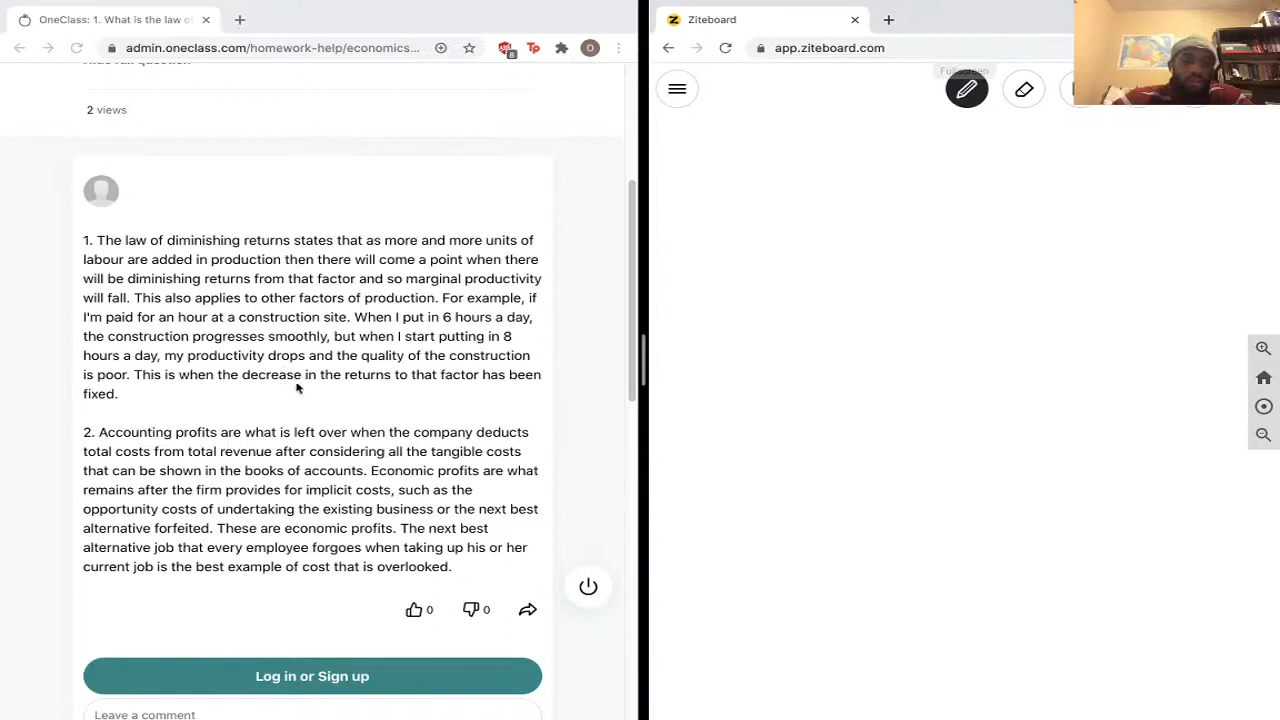 OneClass: 1. What is the law o
admin.oneclass.com/homework-help/economics...
8
Tp
O
Ziteboard
app.ziteboard.com
Fullscreen
2 views
1. The law of diminishing returns states that as more and more units of
labour are added in production then there will come a point when there
will be diminishing returns from that factor and so marginal productivity
will fall. This also applies to other factors of production. For example, if
I'm paid for an hour at a construction site. When I put in 6 hours a day,
the construction progresses smoothly, but when I start putting in 8
hours a day, my productivity drops and the quality of the construction
is poor. This is when the decrease in the returns to that factor has been
fixed.
2. Accounting profits are what is left over when the company deducts
total costs from total revenue after considering all the tangible costs
that can be shown in the books of accounts. Economic profits are what
remains after the firm provides for implicit costs, such as the
opportunity costs of undertaking the existing business or the next best
alternative forfeited. These are economic profits. The next best
alternative job that every employee forgoes when taking up his or her
current job is the best example of cost that is overlooked.
0 0
Log in or Sign up
Leave a comment